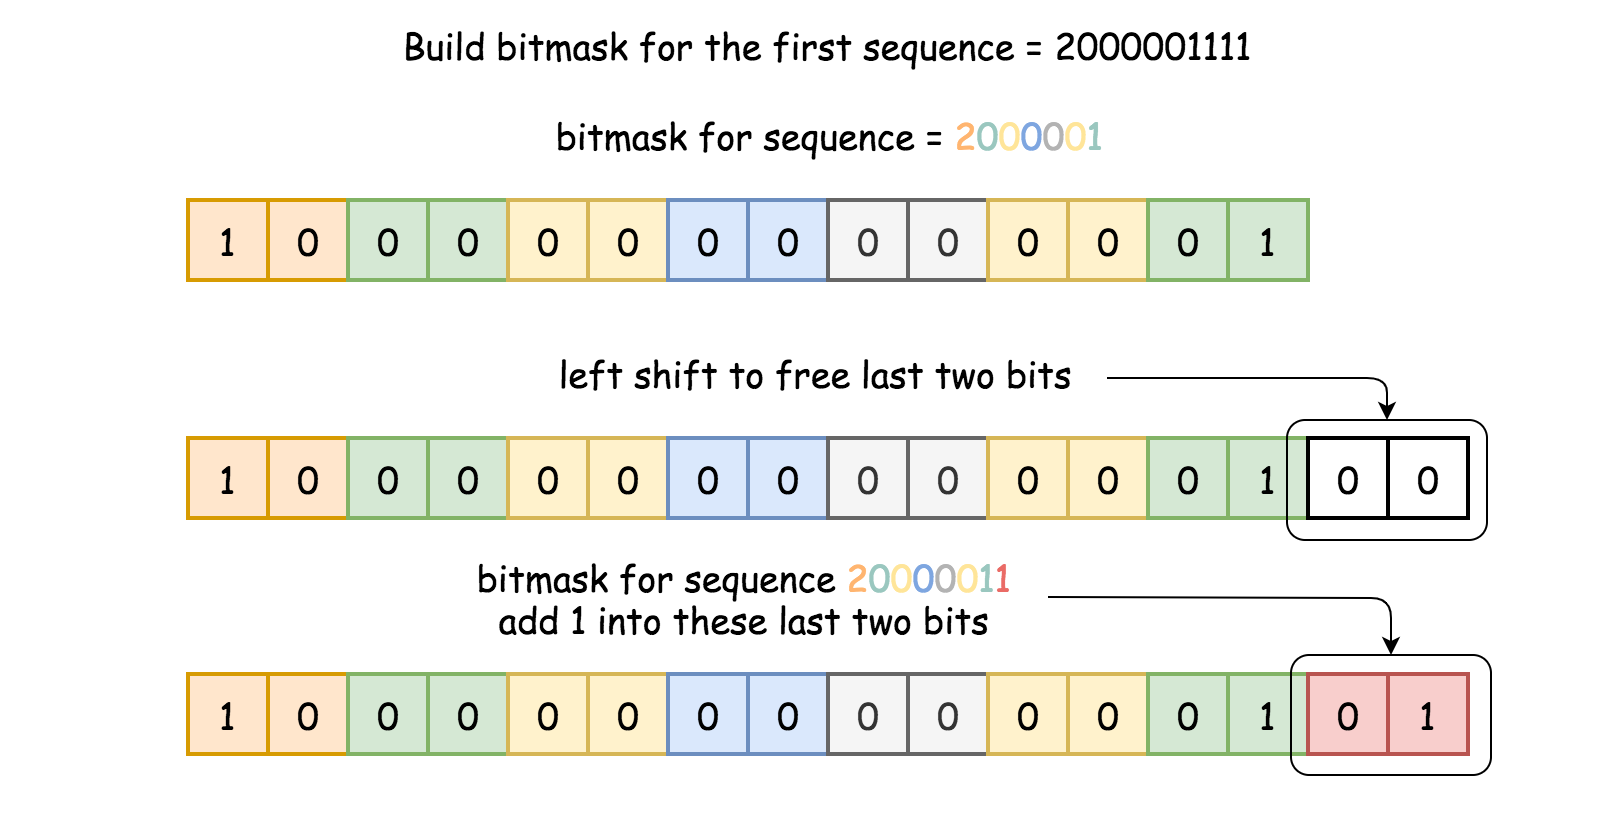 Build bitmask for the first sequence = 2000001111
bitmask for sequence = 2000001
1 0 0 0 0 0 0 0 0 0 0 0 0 1
left shift to free last two bits
1 0 0 0 0 0 0 0 0 0 0 0 0 1 0 0
bitmask for sequence 20000011
add 1 into these last two bits
1 0 0 0 0 0 0 0 0 0 0 0 0 1 0 1